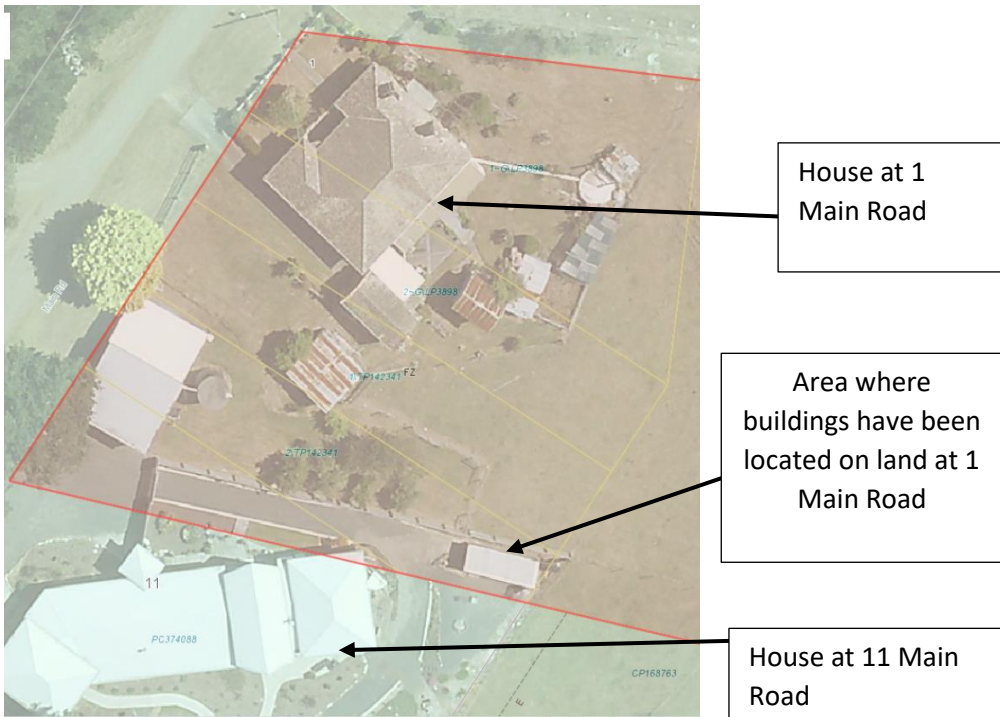 1
1~G\LP3898
House at 1
Main Road
2~G\LP3898
1\TP142341
FZ
Area where
buildings have been
located on land at 1
Main Road
2\TP142341
11
PC374088
House at 11 Main
Road
CP168763
E